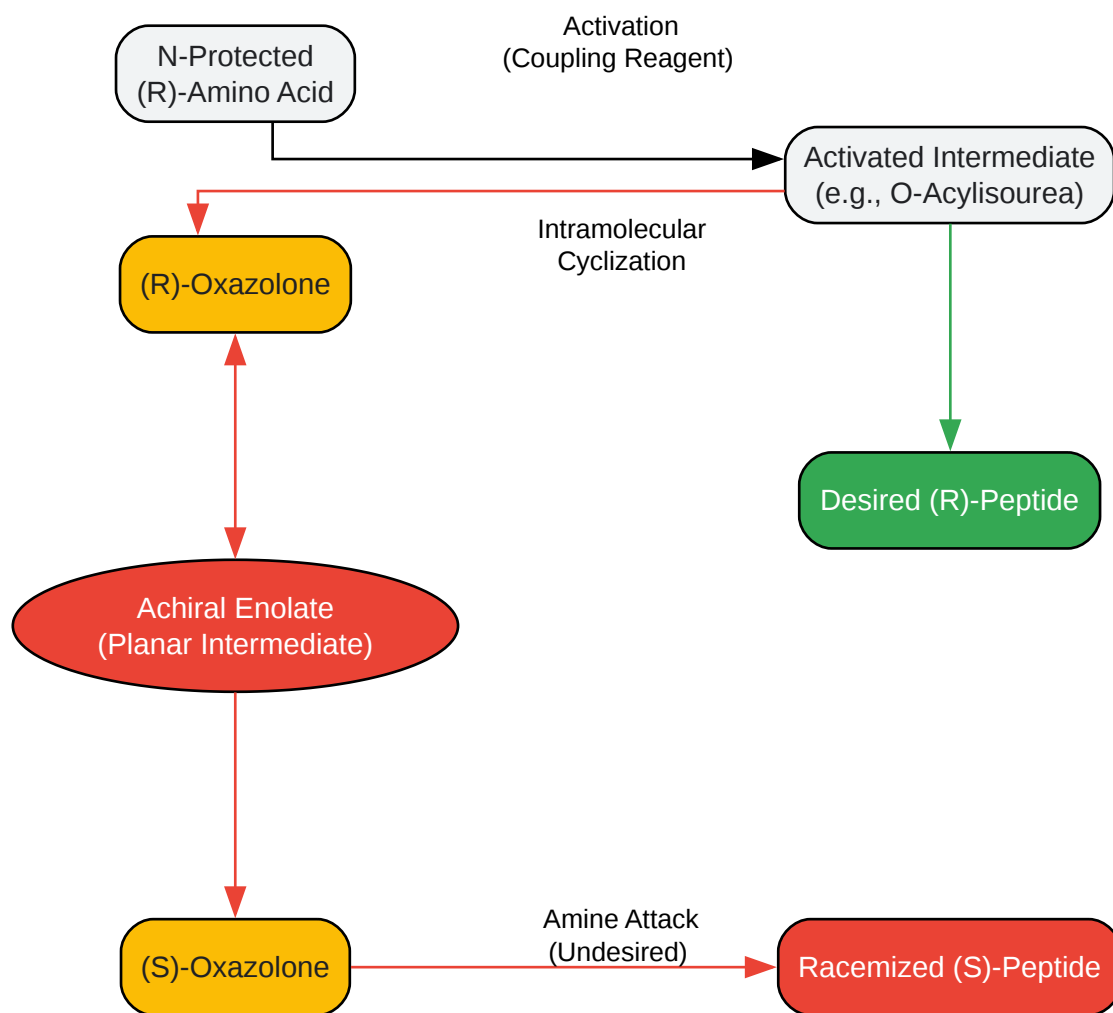 N-Protected
(R)-Amino Acid
Activation
(Coupling Reagent)
Activated Intermediate
(e.g., O-Acylisourea)
Intramolecular
Cyclization
(R)-Oxazolone
Desired (R)-Peptide
Achiral Enolate
(Planar Intermediate)
(S)-Oxazolone
Amine Attack
(Undesired)
Racemized (S)-Peptide